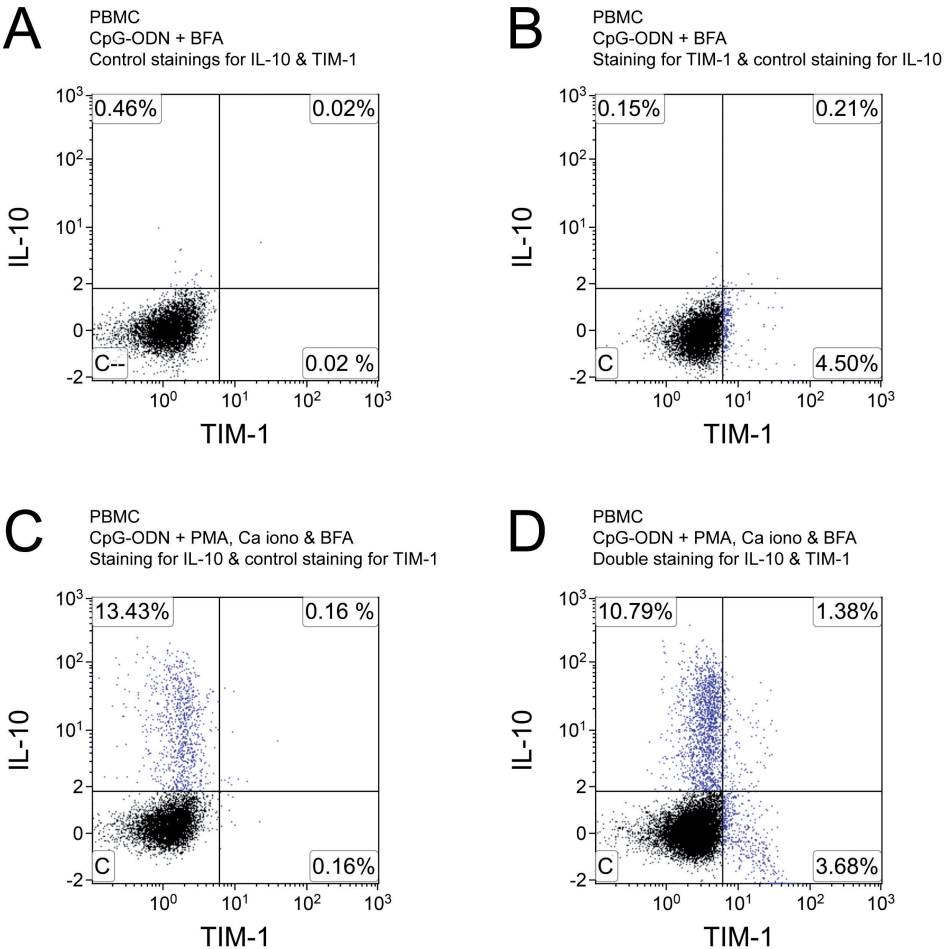 A
PBMC
CpG-ODN + BFA
Control stainings for IL-10 & TIM-1
10³
0.46%
0.02%
10²
IL-10
10¹
2
0
-2
C--
0.02 %
10⁰
10¹
10²
10³
TIM-1
B
PBMC
CpG-ODN + BFA
Staining for TIM-1 & control staining for IL-10
10³
0.15%
0.21%
10²
IL-10
10¹
2
0
-2
C
4.50%
10⁰
10¹
10²
10³
TIM-1
C
PBMC
CpG-ODN + PMA, Ca iono & BFA
Staining for IL-10 & control staining for TIM-1
10³
13.43%
0.16 %
10²
IL-10
10¹
2
0
-2
C
0.16%
10⁰
10¹
10²
10³
TIM-1
D
PBMC
CpG-ODN + PMA, Ca iono & BFA
Double staining for IL-10 & TIM-1
10³
10.79%
1.38%
10²
IL-10
10¹
2
0
-2
C
3.68%
10⁰
10¹
10²
10³
TIM-1